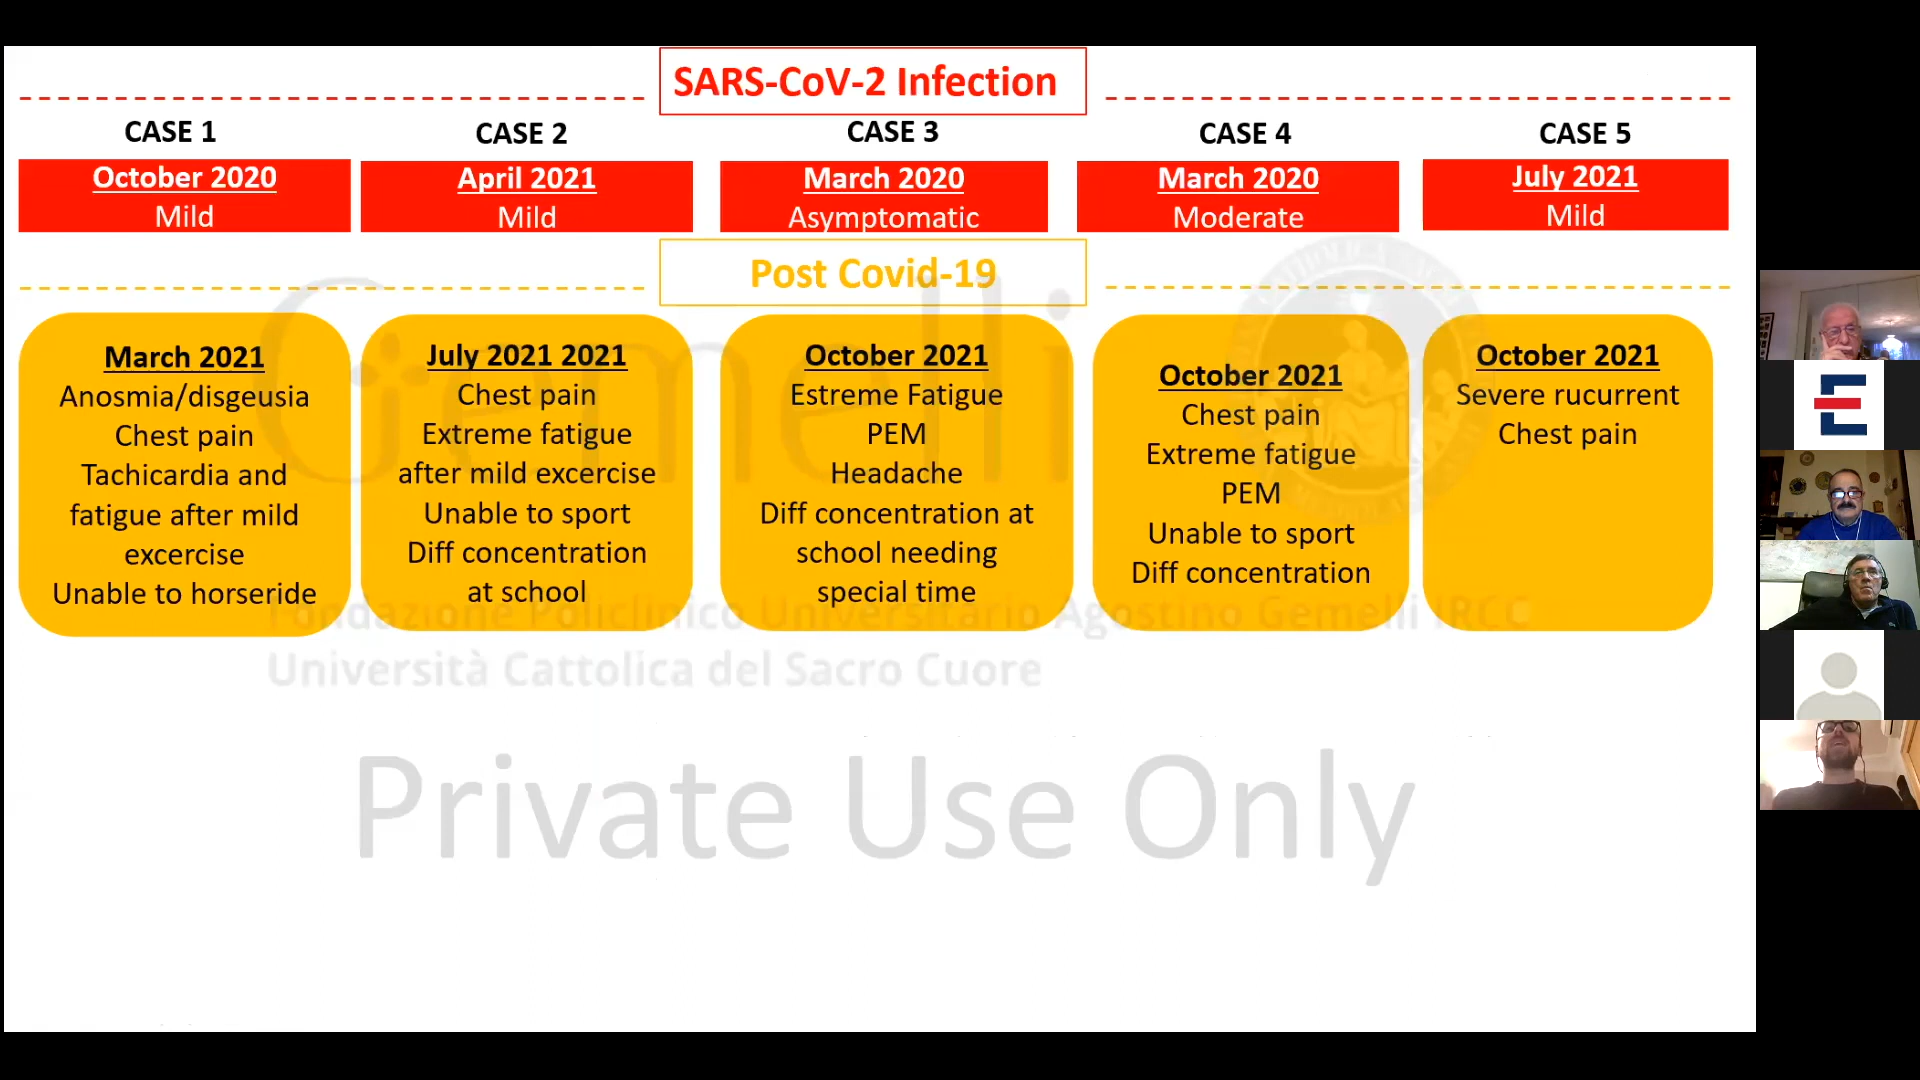 SARS-CoV-2 Infection
CASE 1
October 2020
Mild
CASE 2
April 2021
Mild
CASE 3
March 2020
Asymptomatic
CASE 4
March 2020
Moderate
CASE 5
July 2021
Mild
Post Covid-19
March 2021
Anosmia/disgeusia
Chest pain
Tachicardia and
fatigue after mild
excercise
Unable to horseride
July 2021 2021
Chest pain
Extreme fatigue
after mild excercise
Unable to sport
Diff concentration
at school
October 2021
Estreme Fatigue
PEM
Headache
Diff concentration at
school needing
special time
October 2021
Chest pain
Extreme fatigue
PEM
Unable to sport
Diff concentration
October 2021
Severe rucurrent
Chest pain
Gemelli
Fondazione Policlinico Universitario Agostino Gemelli IRCC
Università Cattolica del Sacro Cuore
Private Use Only
E